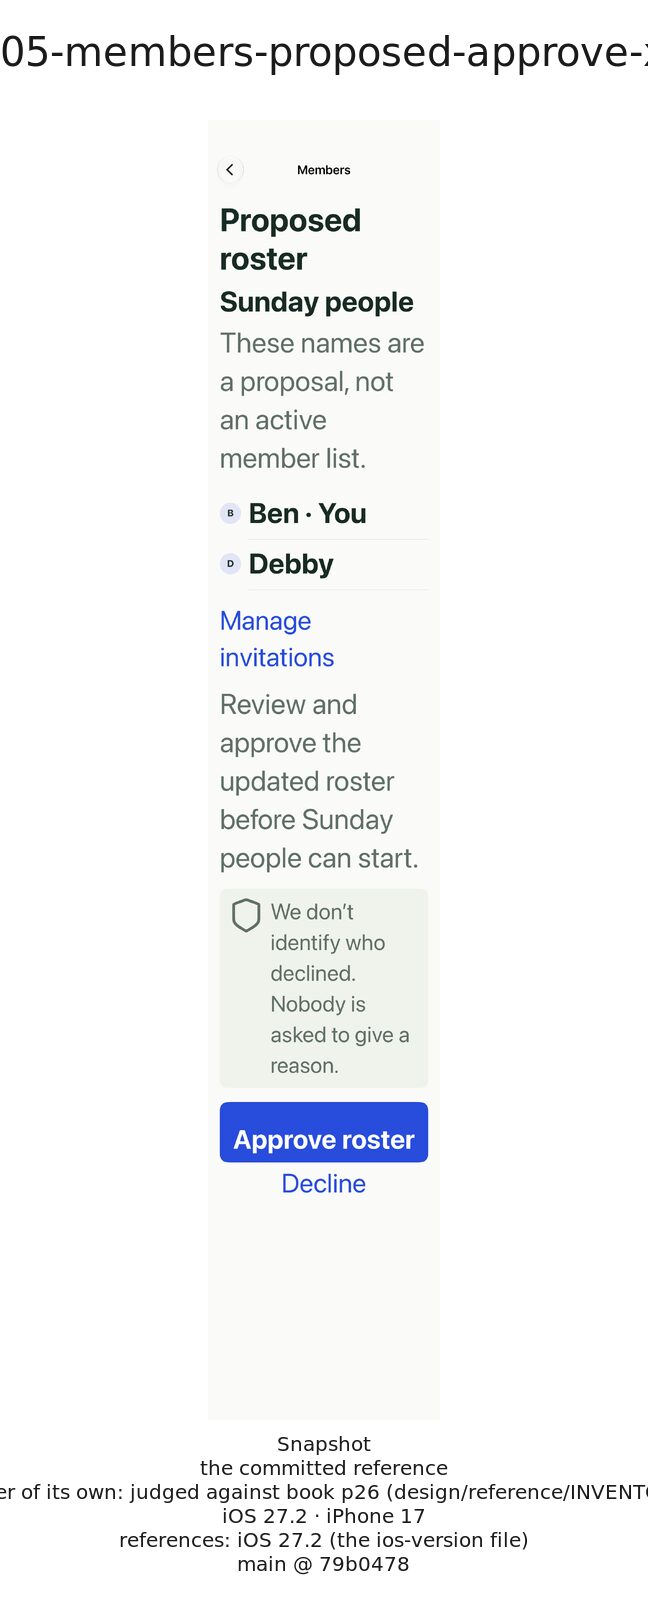 05-members-proposed-approve-x
Members
Proposed
roster
Sunday people
These names are
a proposal, not
an active
member list.
B Ben · You
D Debby
Manage
invitations
Review and
approve the
updated roster
before Sunday
people can start.
We don’t
identify who
declined.
Nobody is
asked to give a
reason.
Approve roster
Decline
Snapshot
the committed reference
er of its own: judged against book p26 (design/reference/INVENTO
iOS 27.2 · iPhone 17
references: iOS 27.2 (the ios-version file)
main @ 79b0478